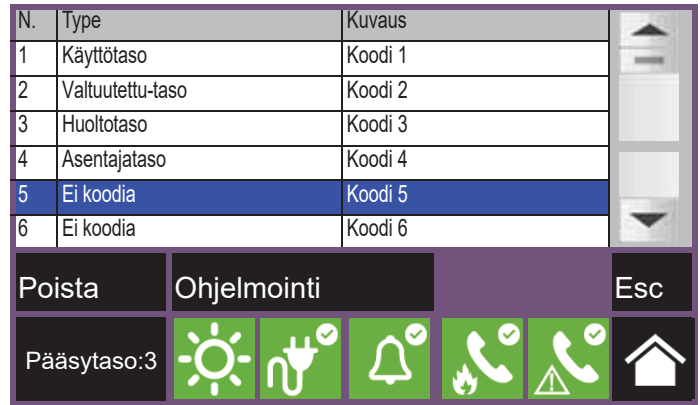 N. Type Kuvaus
1 Käyttötaso Koodi 1
2 Valtuutettu-taso Koodi 2
3 Huoltotaso Koodi 3
4 Asentajataso Koodi 4
5 Ei koodia Koodi 5
6 Ei koodia Koodi 6
Poista Ohjelmointi Esc
Pääsytaso:3